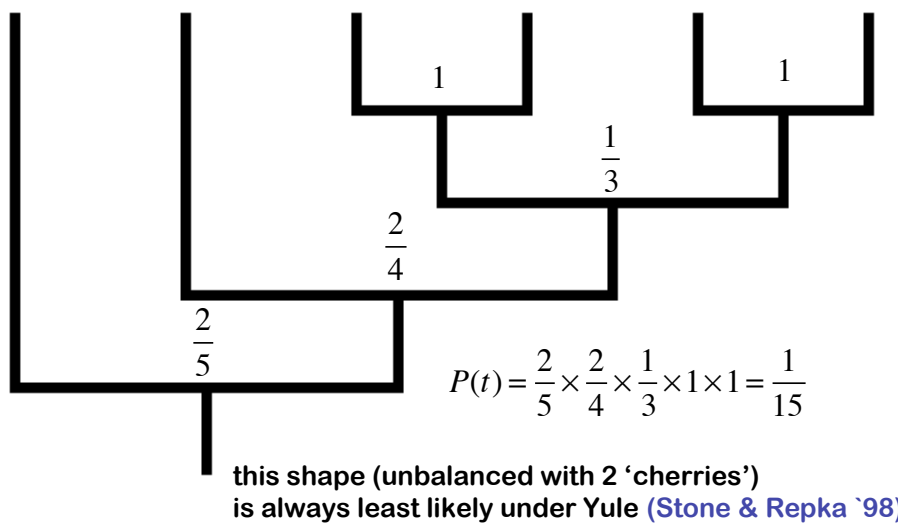 1 1
1/3
2/4
2/5
P(t) = 2/5 × 2/4 × 1/3 × 1 × 1 = 1/15
this shape (unbalanced with 2 ‘cherries’)
is always least likely under Yule (Stone & Repka `98)